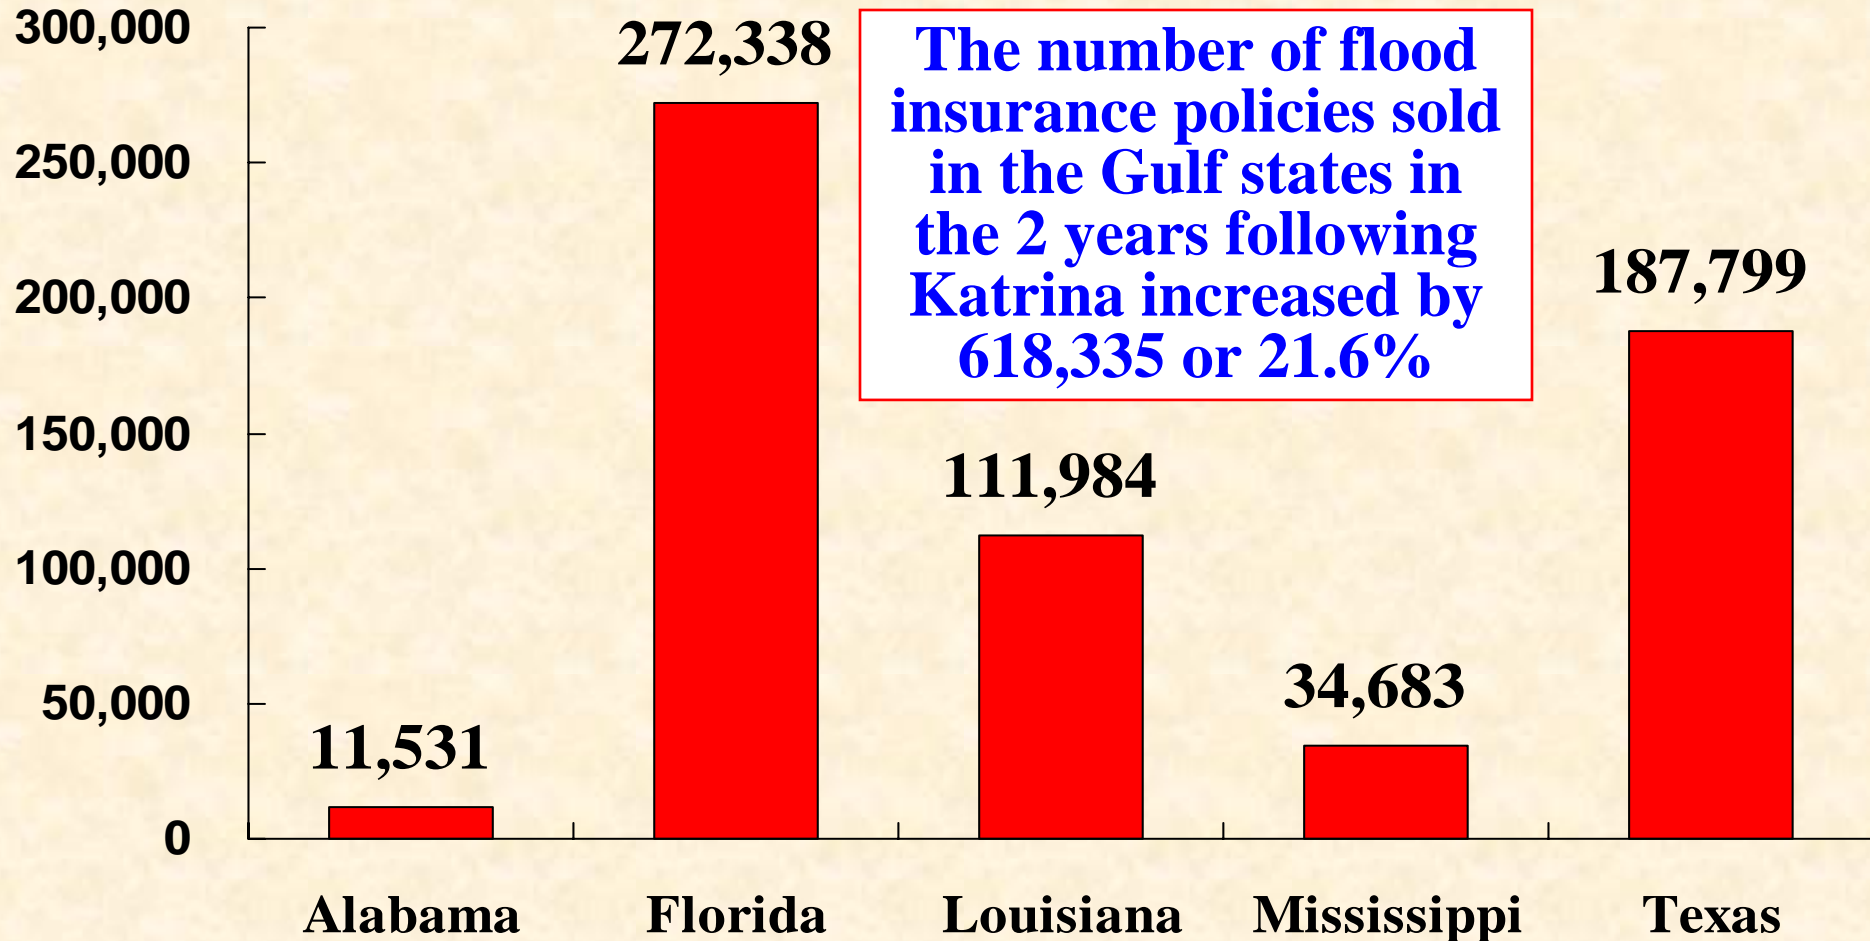 300,000
250,000
200,000
150,000
100,000
50,000
0
272,338
The number of flood
insurance policies sold
in the Gulf states in
the 2 years following
Katrina increased by
618,335 or 21.6%
187,799
111,984
34,683
11,531
Alabama Florida Louisiana Mississippi Texas